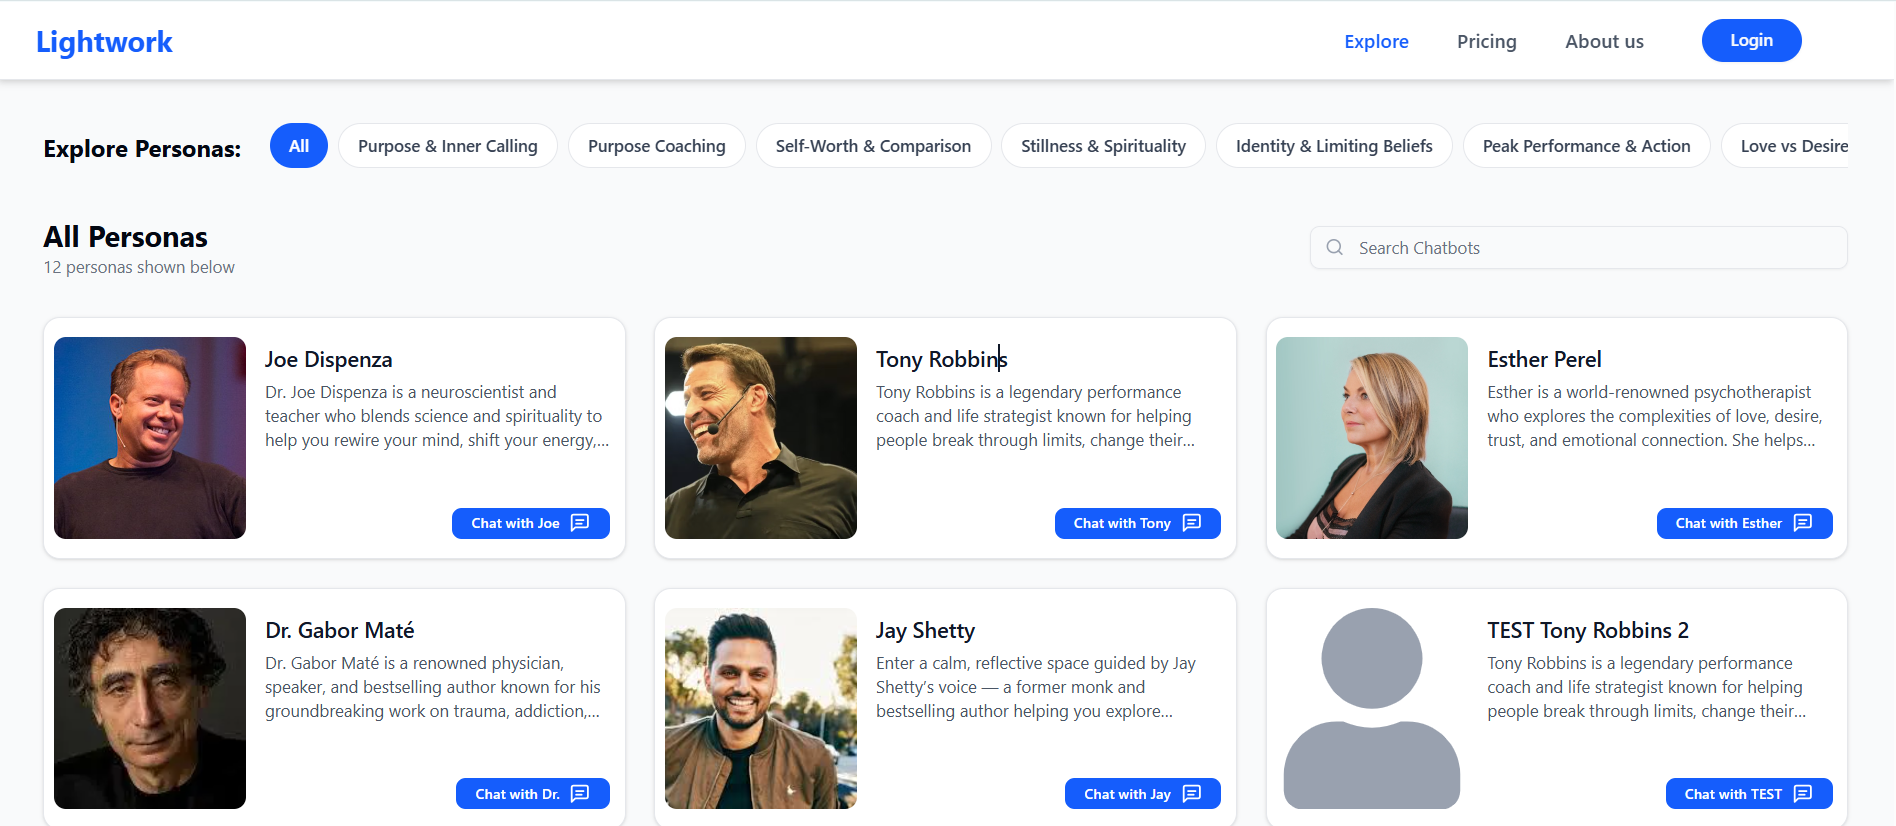 Lightwork
Explore
Pricing
About us
Login
Explore Personas:
All
Purpose & Inner Calling
Purpose Coaching
Self-Worth & Comparison
Stillness & Spirituality
Identity & Limiting Beliefs
Peak Performance & Action
Love vs Desire
All Personas
12 personas shown below
Search Chatbots
Joe Dispenza
Dr. Joe Dispenza is a neuroscientist and
teacher who blends science and spirituality to
help you rewire your mind, shift your energy,...
Chat with Joe
Tony Robbins
Tony Robbins is a legendary performance
coach and life strategist known for helping
people break through limits, change their...
Chat with Tony
Esther Perel
Esther is a world-renowned psychotherapist
who explores the complexities of love, desire,
trust, and emotional connection. She helps...
Chat with Esther
Dr. Gabor Maté
Dr. Gabor Maté is a renowned physician,
speaker, and bestselling author known for his
groundbreaking work on trauma, addiction,...
Chat with Dr.
Jay Shetty
Enter a calm, reflective space guided by Jay
Shetty’s voice — a former monk and
bestselling author helping you explore...
Chat with Jay
TEST Tony Robbins 2
Tony Robbins is a legendary performance
coach and life strategist known for helping
people break through limits, change their...
Chat with TEST